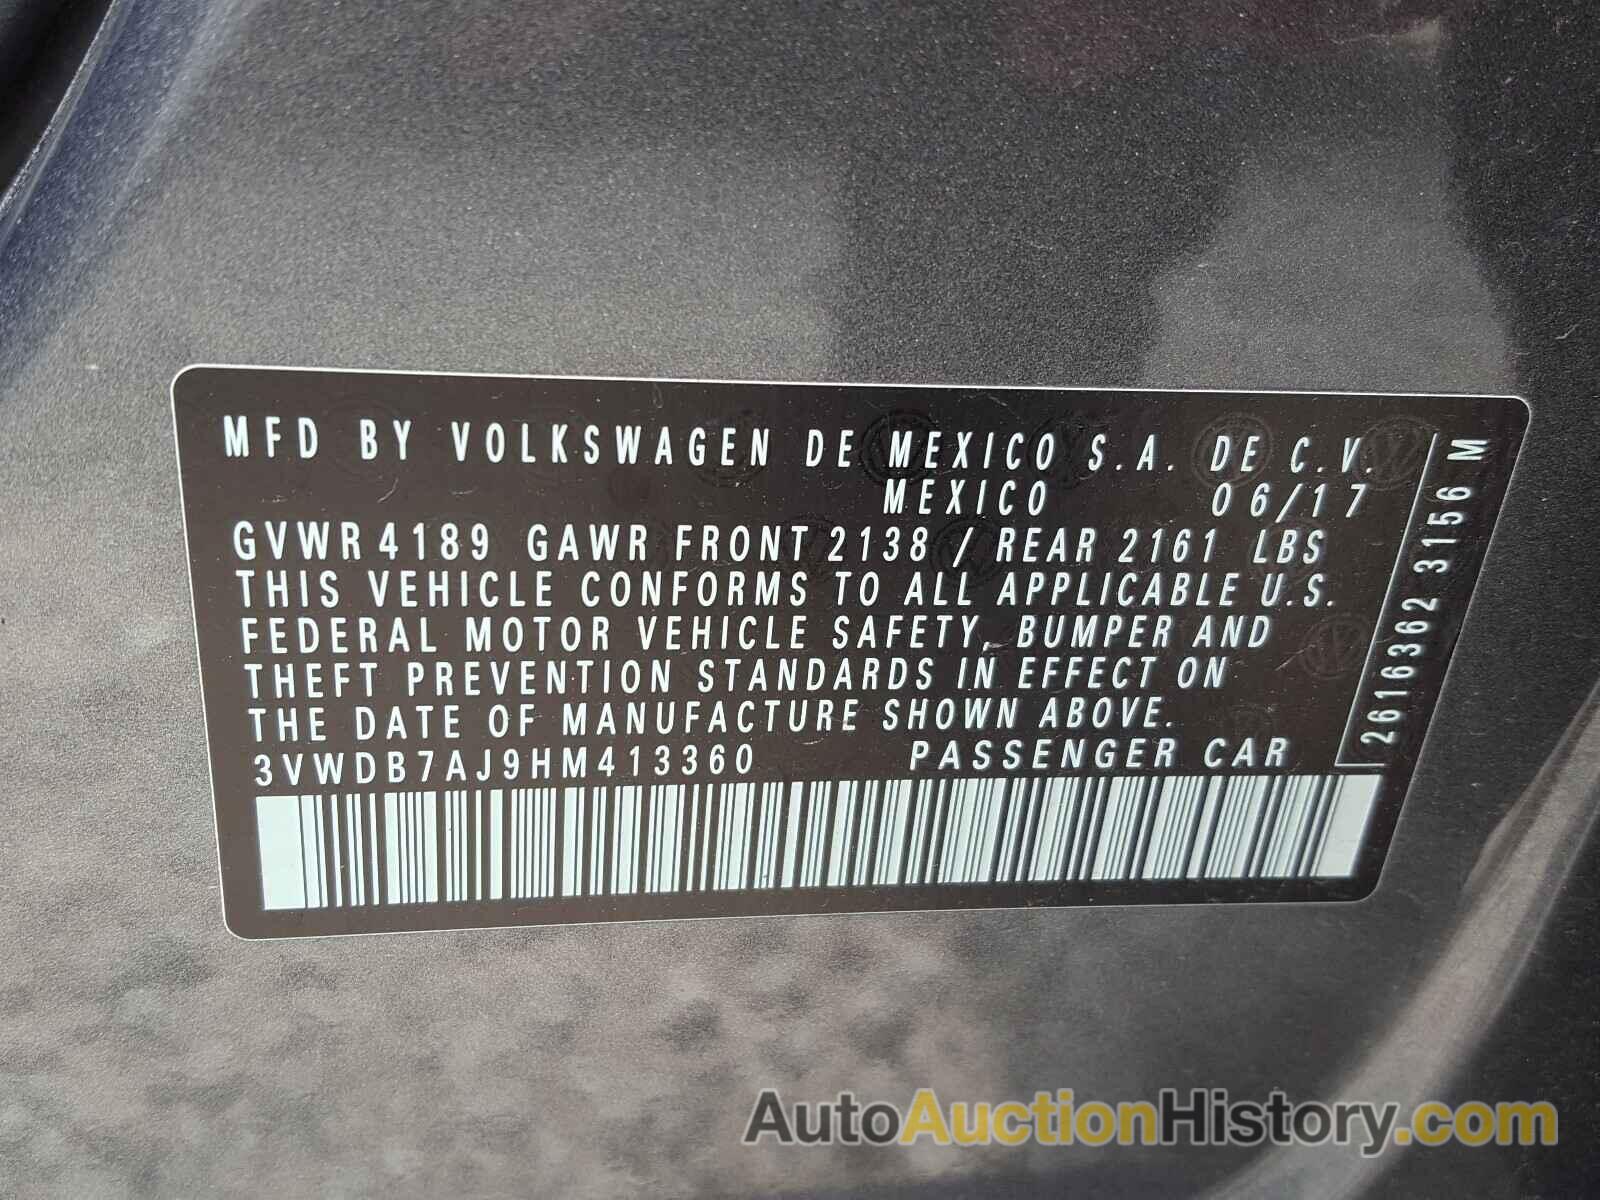 MFD BY VOLKSWAGEN DE MEXICO S.A. DE C.V.
MEXICO 06/17
GVWR 4189 GAWR FRONT 2138 / REAR 2161 LBS
THIS VEHICLE CONFORMS TO ALL APPLICABLE U.S.
FEDERAL MOTOR VEHICLE SAFETY, BUMPER AND
THEFT PREVENTION STANDARDS IN EFFECT ON
THE DATE OF MANUFACTURE SHOWN ABOVE.
3VWDB7AJ9HM413360 PASSENGER CAR
2616362 3156 M
AutoAuctionHistory.com